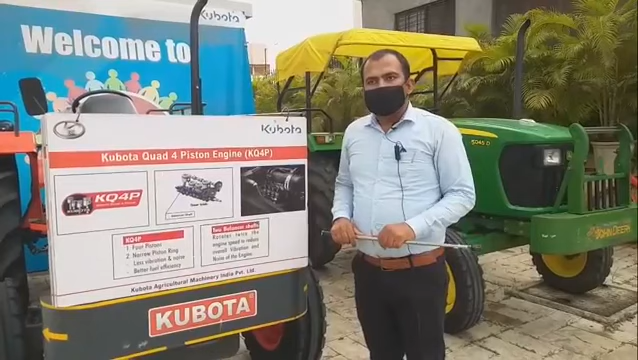 Welcome to
Kubota
Kubota
Kubota Quad 4 Piston Engine (KQ4P)
KQ4P
KQ4P
1. Four Pistons
2. Narrow Piston Ring
Less vibration & noise
- Better fuel efficiency
Two Balancer shafts
Rotates twice the
engine speed to reduce
overall Vibration and
Noise of the Engine.
Kubota Agricultural Machinery India Pvt. Ltd.
KUBOTA
5045 D
JOHN DEERE